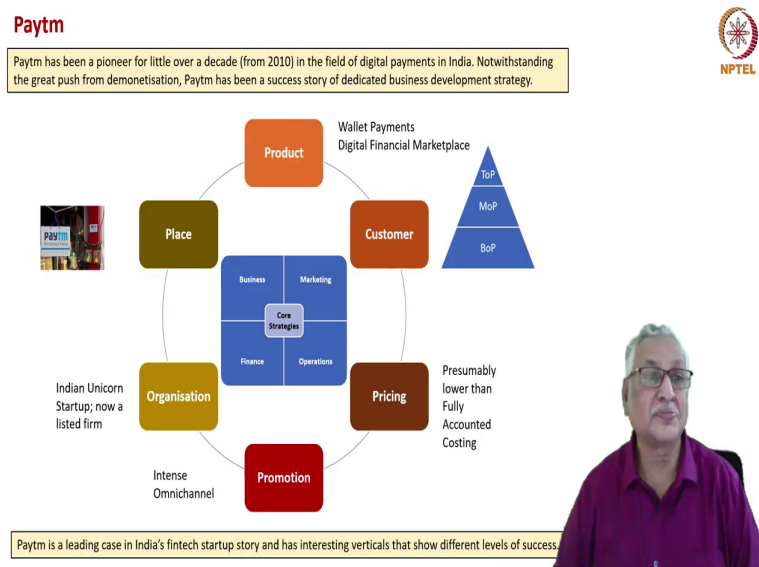 Paytm
NPTEL
Paytm has been a pioneer for little over a decade (from 2010) in the field of digital payments in India. Notwithstanding
the great push from demonetisation, Paytm has been a success story of dedicated business development strategy.
Product
Wallet Payments
Digital Financial Marketplace
ToP
MoP
BoP
Place
Paytm
Customer
Business
Marketing
Core
Strategies
Finance
Operations
Indian Unicorn
Startup; now a
listed firm
Organisation
Pricing
Presumably
lower than
Fully
Accounted
Costing
Intense
Omnichannel
Promotion
Paytm is a leading case in India's fintech startup story and has interesting verticals that show different levels of success.